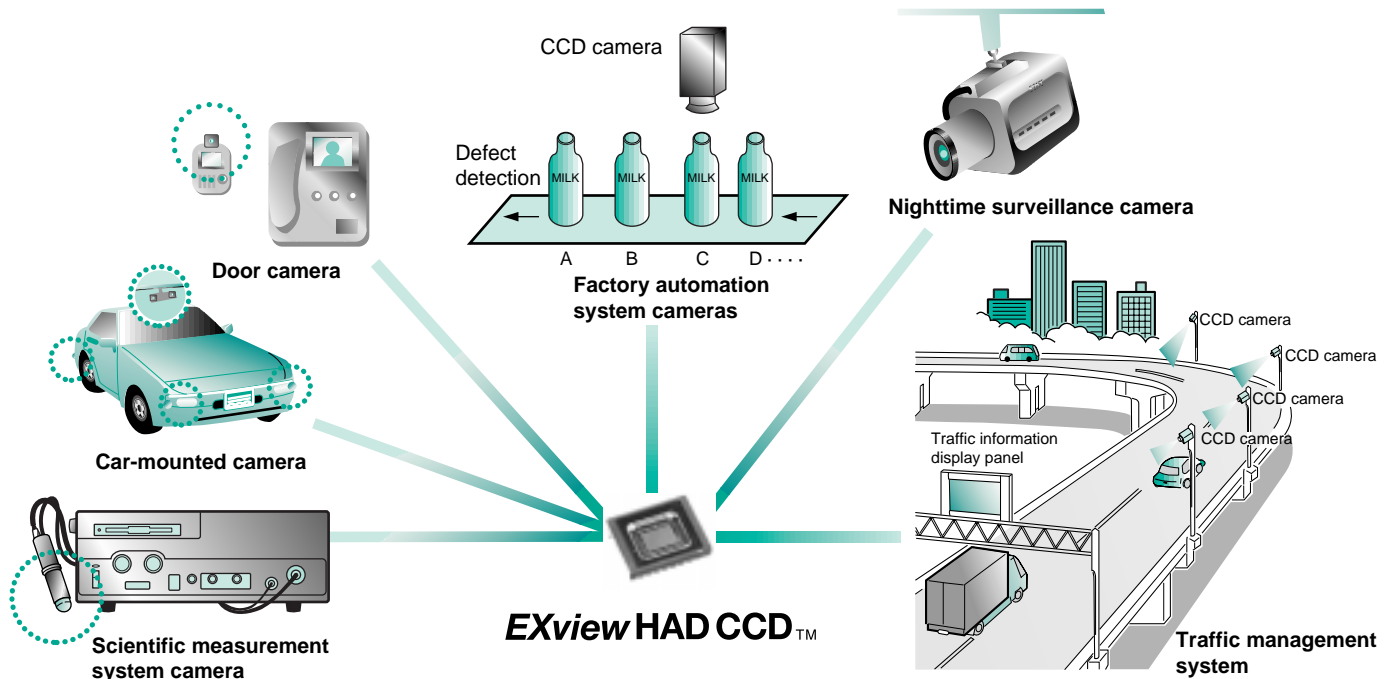 CCD camera
Defect
detection
MILK
MILK
MILK
MILK
A
B
C
D ....
Factory automation
system cameras
Door camera
Nighttime surveillance camera
Car-mounted camera
Scientific measurement
system camera
EXview HAD CCD TM
CCD camera
CCD camera
CCD camera
CCD camera
Traffic information
display panel
Traffic management
system